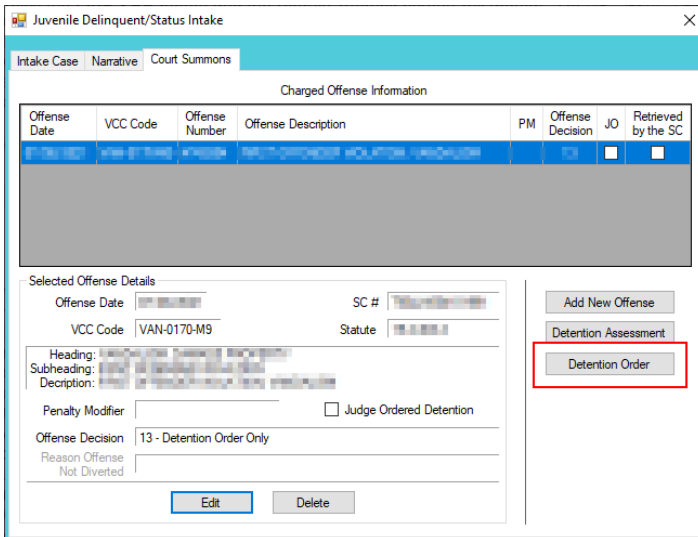 Juvenile Delinquent/Status Intake
Intake Case Narrative Court Summons
Charged Offense Information
Offense Date VCC Code Offense Number Offense Description PM Offense Decision JO Retrieved by the SC
Selected Offense Details
Offense Date SC #
VCC Code VAN-0170-M9 Statute
Heading:
Subheading:
Decription:
Penalty Modifier Judge Ordered Detention
Offense Decision 13 - Detention Order Only
Reason Offense Not Diverted
Edit Delete
Add New Offense
Detention Assessment
Detention Order